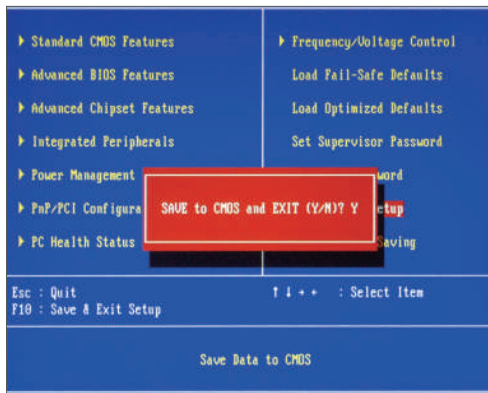 ▶ Standard CMOS Features
▶ Advanced BIOS Features
▶ Advanced Chipset Features
▶ Integrated Peripherals
▶ Power Management
▶ PnP/PCI Configura
▶ PC Health Status
▶ Frequency/Voltage Control
Load Fail-Safe Defaults
Load Optimized Defaults
Set Supervisor Password
word
etup
Saving
SAVE to CMOS and EXIT (Y/N)? Y
Esc : Quit
F10 : Save & Exit Setup
↑ ↓ → ← : Select Item
Save Data to CMOS